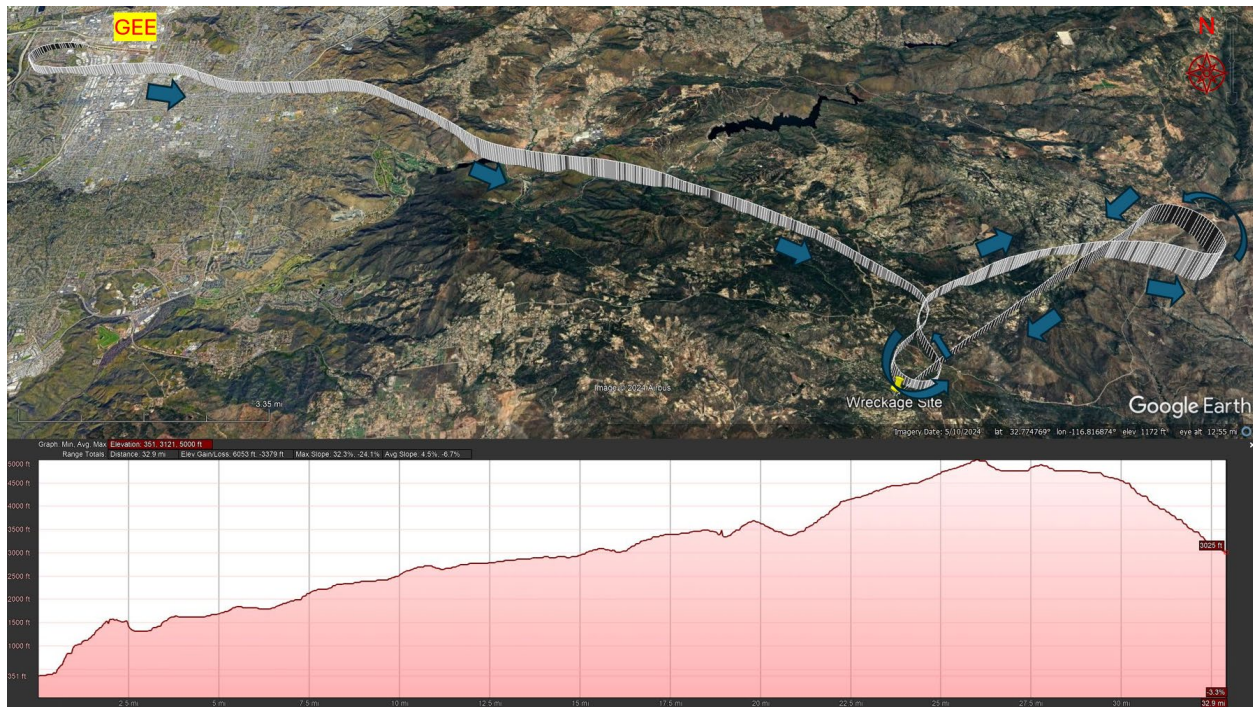 GEE
N
3.35 mi
Image © 2024 Airbus
Wreckage Site
Google Earth
Imagery Date: 5/10/2024 lat 32.774769° lon -116.816874° elev 1172 ft eye alt 12.55 mi
Graph: Min, Avg, Max Elevation: 351, 3121, 5000 ft
Range Totals: Distance: 32.9 mi Elev Gain/Loss: 6053 ft, -3379 ft Max Slope: 32.3%, -24.1% Avg Slope: 4.5%, -6.7%
5000 ft
4500 ft
4000 ft
3500 ft
3000 ft
2500 ft
2000 ft
1500 ft
1000 ft
351 ft
3025 ft
-3.3%
2.5 mi 5 mi 7.5 mi 10 mi 12.5 mi 15 mi 17.5 mi 20 mi 22.5 mi 25 mi 27.5 mi 30 mi 32.9 mi